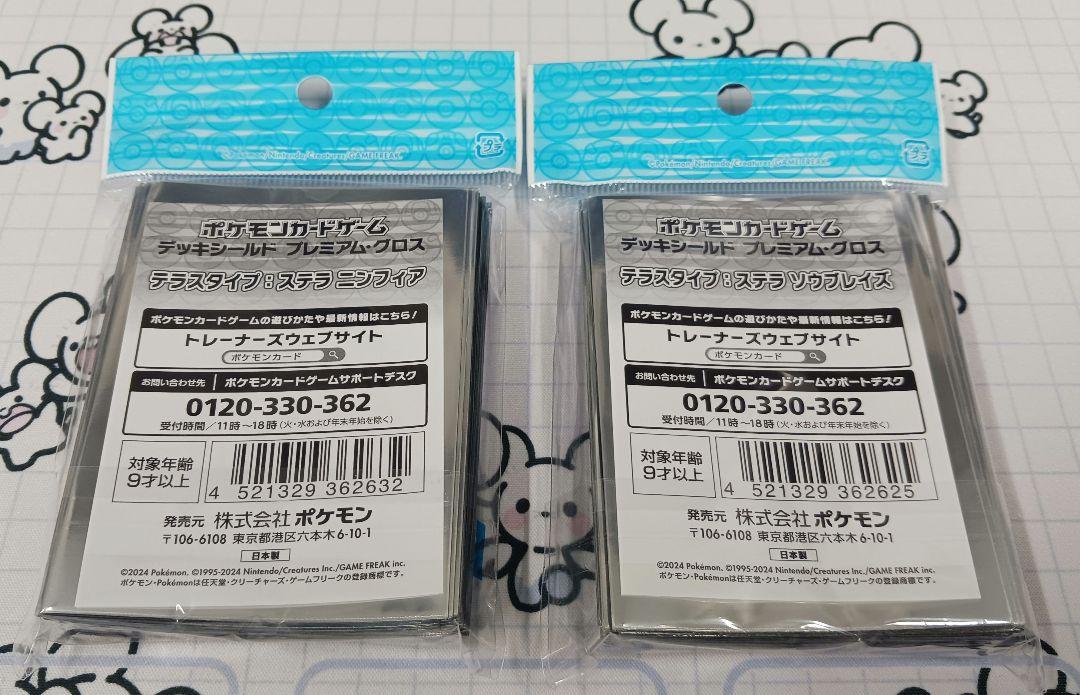 ©Pokémon/Nintendo/Creatures/GAME FREAK
プラ
ポケモンカードゲーム
デッキシールド プレミアム・グロス
テラスタイプ：ステラ ニンフィア
ポケモンカードゲームの遊びかたや最新情報はこちら！
トレーナーズウェブサイト
ポケモンカード
お問い合わせ先 ポケモンカードゲームサポートデスク
0120-330-362
受付時間／11時〜18時（火・水および年末年始を除く）
対象年齢
9才以上
4 521329 362632
発売元 株式会社ポケモン
〒106-6108 東京都港区六本木6-10-1
日本製
©2024 Pokémon. ©1995-2024 Nintendo/Creatures Inc./GAME FREAK inc.
ポケモン・Pokémonは任天堂・クリーチャーズ・ゲームフリークの登録商標です。
©Pokémon/Nintendo/Creatures/GAME FREAK
プラ
ポケモンカードゲーム
デッキシールド プレミアム・グロス
テラスタイプ：ステラ ソウブレイズ
ポケモンカードゲームの遊びかたや最新情報はこちら！
トレーナーズウェブサイト
ポケモンカード
お問い合わせ先 ポケモンカードゲームサポートデスク
0120-330-362
受付時間／11時〜18時（火・水および年末年始を除く）
対象年齢
9才以上
4 521329 362625
発売元 株式会社ポケモン
〒106-6108 東京都港区六本木6-10-1
日本製
©2024 Pokémon. ©1995-2024 Nintendo/Creatures Inc./GAME FREAK inc.
ポケモン・Pokémonは任天堂・クリーチャーズ・ゲームフリークの登録商標です。